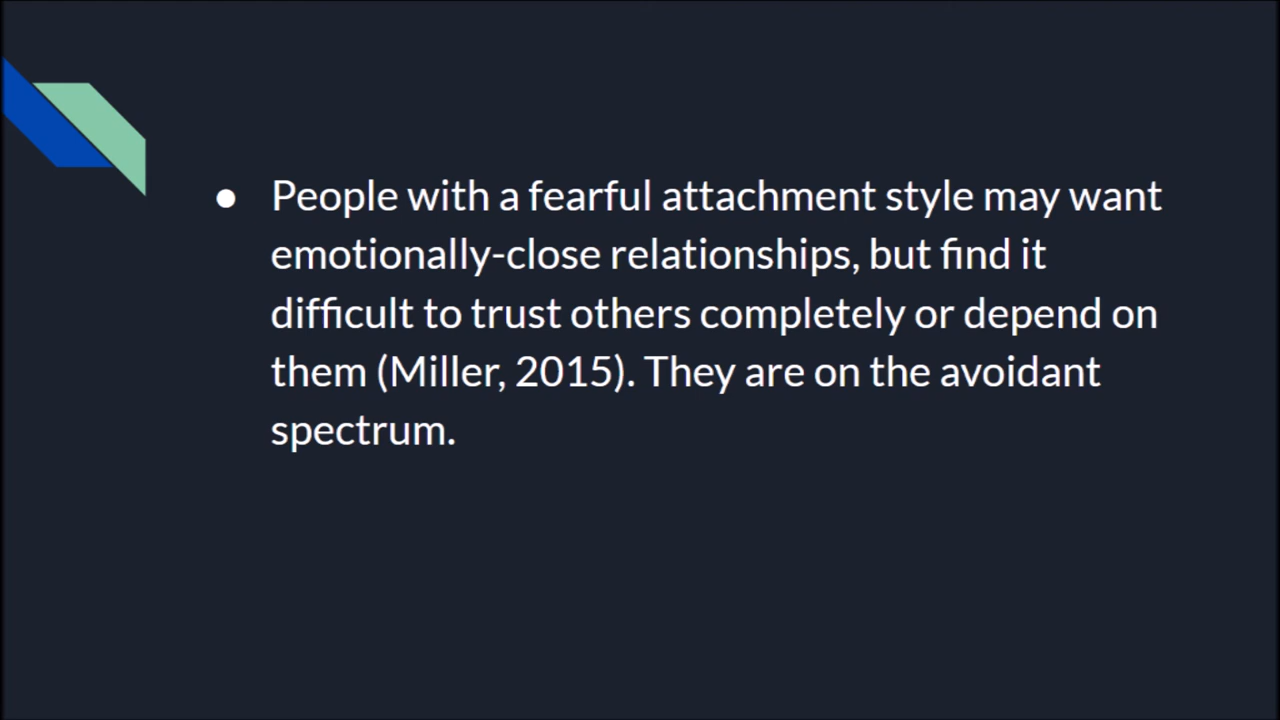 ● People with a fearful attachment style may want
emotionally-close relationships, but find it
difficult to trust others completely or depend on
them (Miller, 2015). They are on the avoidant
spectrum.